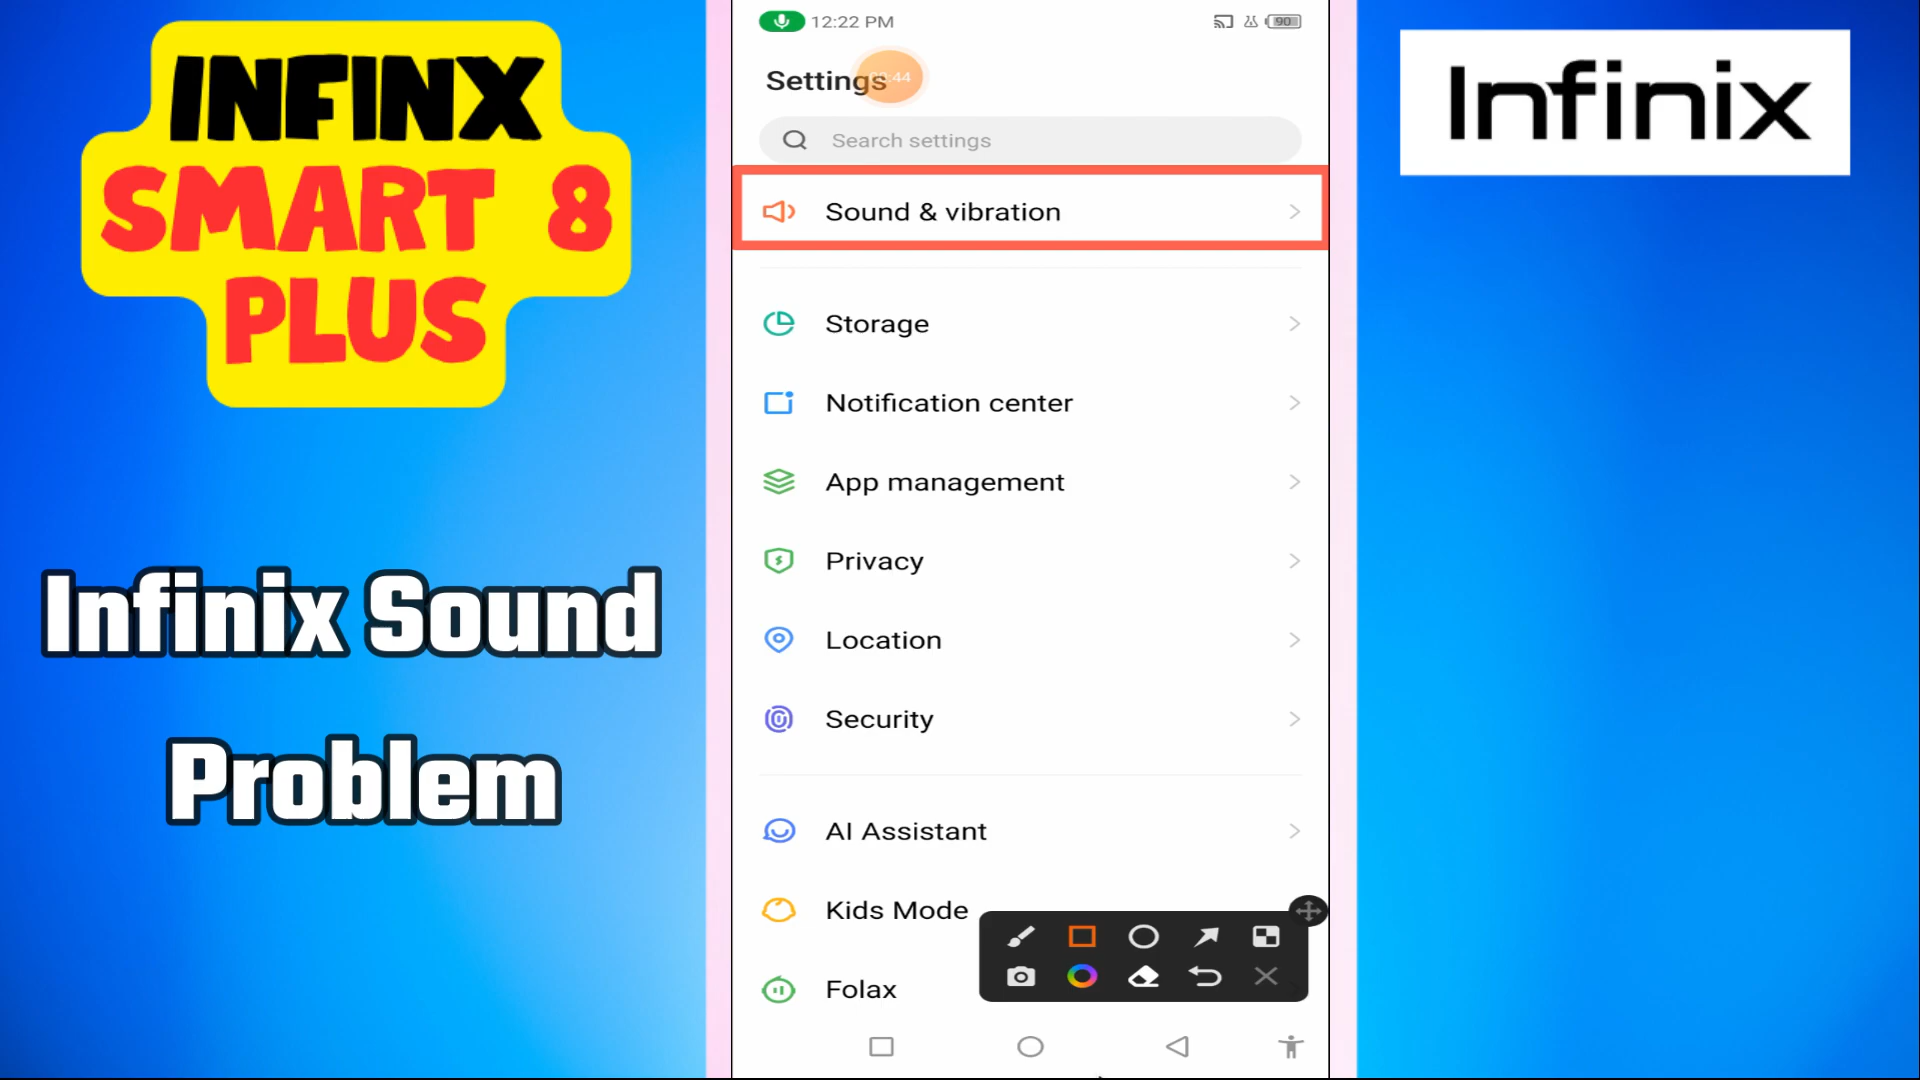 INFINX
SMART 8
PLUS
Infinix Sound
Problem
12:22 PM
90
Settings
Search settings
Sound & vibration
Storage
Notification center
App management
Privacy
Location
Security
AI Assistant
Kids Mode
Folax
Infinix